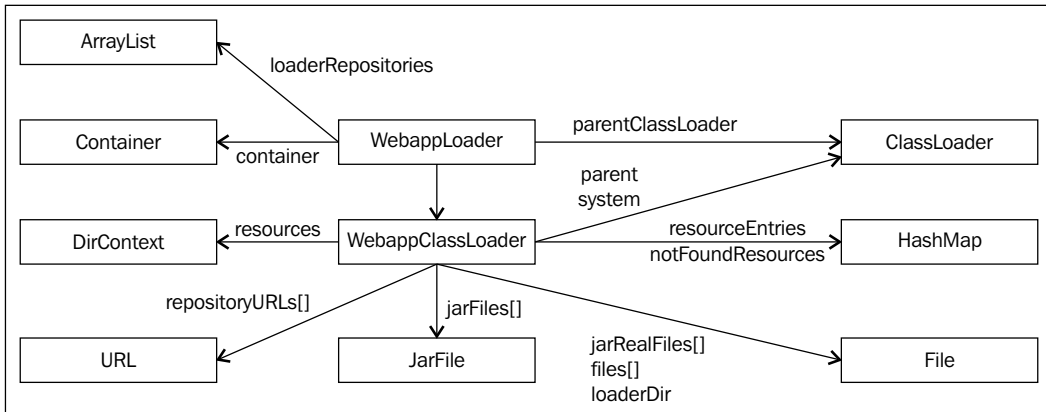 ArrayList
loaderRepositories
Container
container
WebappLoader
parentClassLoader
ClassLoader
parent
system
DirContext
resources
WebappClassLoader
resourceEntries
notFoundResources
HashMap
repositoryURLs[]
jarFiles[]
URL
JarFile
jarRealFiles[]
files[]
loaderDir
File